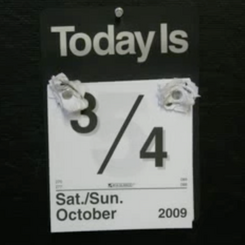 Today Is
3/4
Sat./Sun.
October 2009